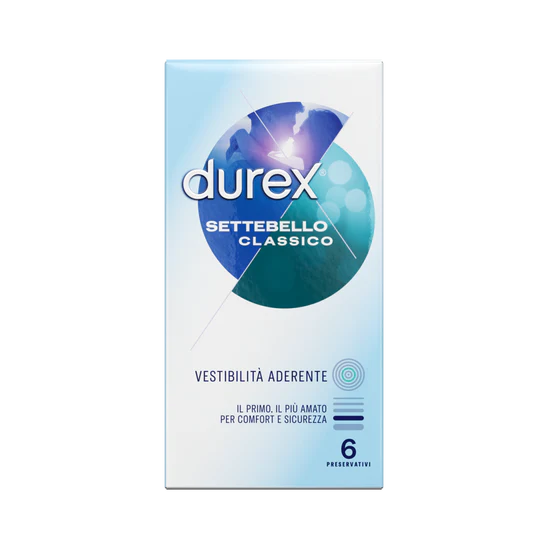 durex®
SETTEBELLO
CLASSICO
VESTIBILITÀ ADERENTE
IL PRIMO. IL PIÙ AMATO
PER COMFORT E SICUREZZA
6
PRESERVATIVI